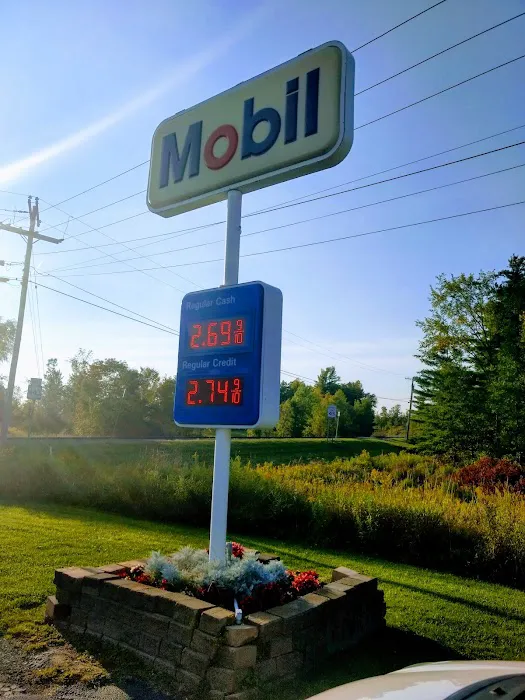 Mobil
Regular Cash
2.69 9/10
Regular Credit
2.74 9/10